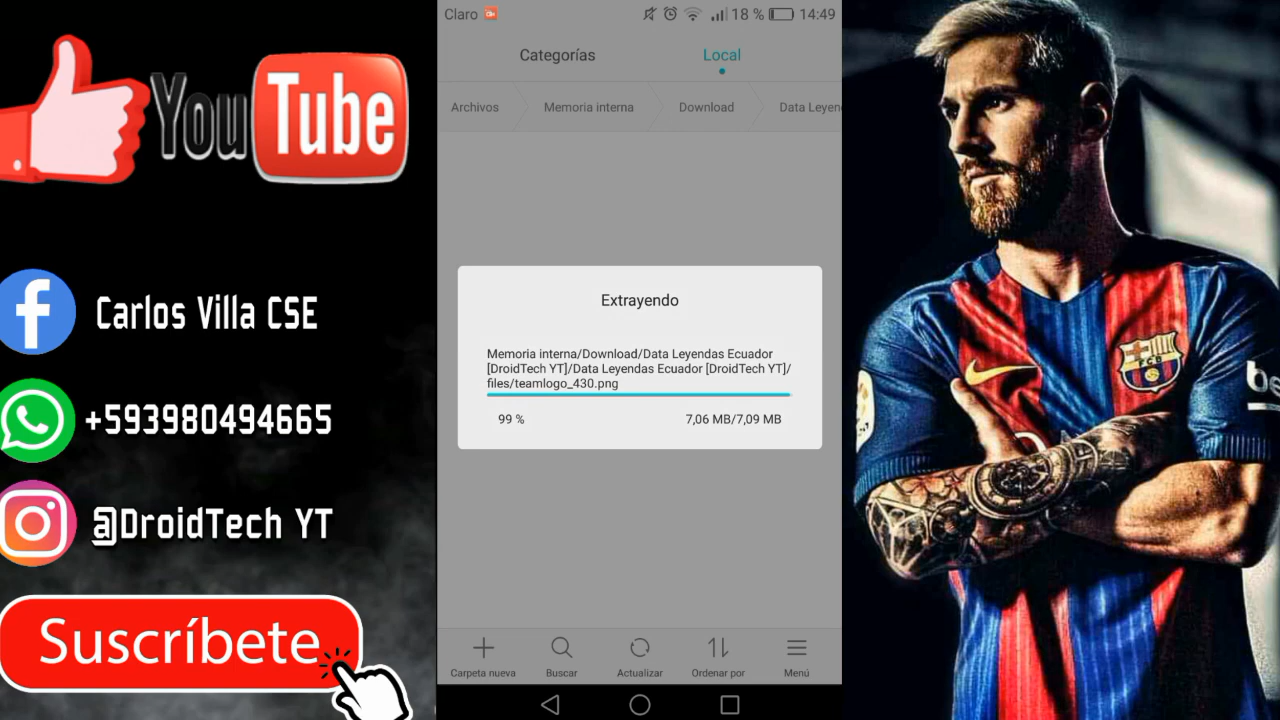 YouTube
Carlos Villa CSE
+593980494665
@DroidTech YT
Suscríbete
Claro
18 %
14:49
Categorías
Local
Archivos
Memoria interna
Download
Data Leyen
Extrayendo
Memoria interna/Download/Data Leyendas Ecuador
[DroidTech YT]/Data Leyendas Ecuador [DroidTech YT]/
files/teamlogo_430.png
99 %
7,06 MB/7,09 MB
Carpeta nueva
Buscar
Actualizar
Ordenar por
Menú
FCB